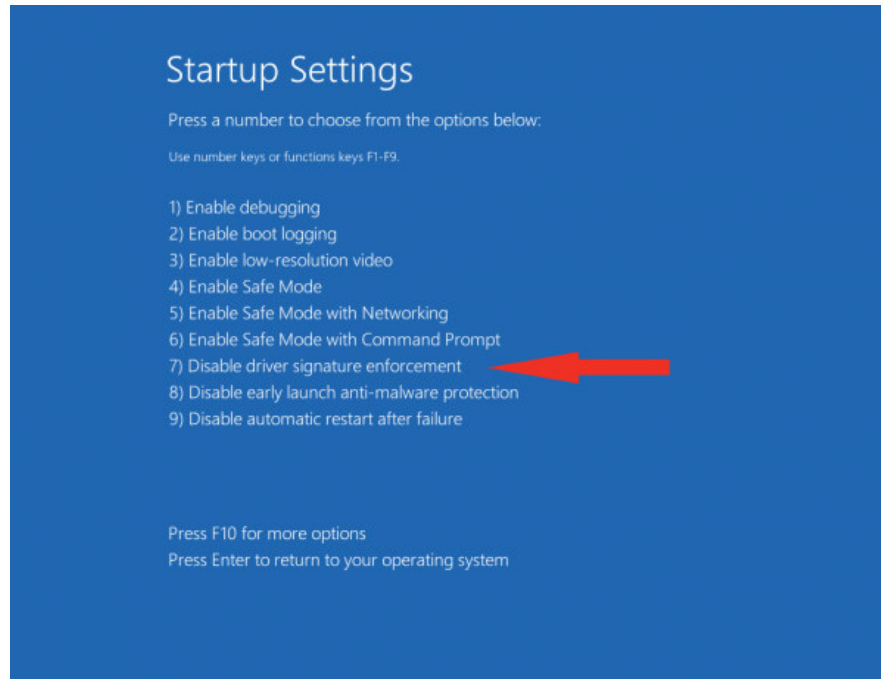 Startup Settings
Press a number to choose from the options below:
Use number keys or functions keys F1-F9.
1) Enable debugging
2) Enable boot logging
3) Enable low-resolution video
4) Enable Safe Mode
5) Enable Safe Mode with Networking
6) Enable Safe Mode with Command Prompt
7) Disable driver signature enforcement
8) Disable early launch anti-malware protection
9) Disable automatic restart after failure
Press F10 for more options
Press Enter to return to your operating system